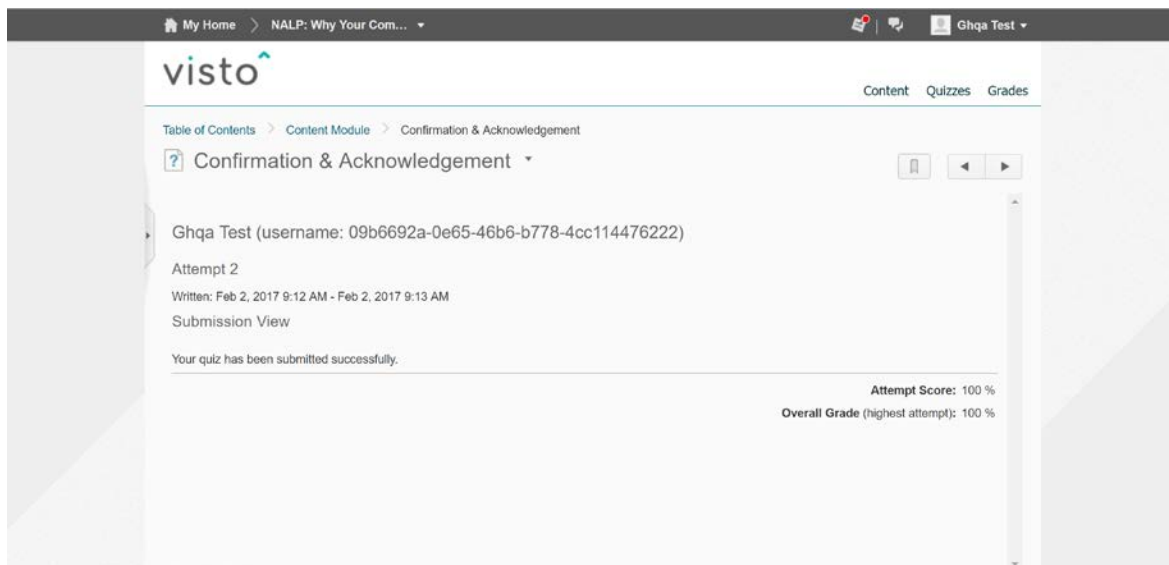 My Home NALP: Why Your Com... Ghqa Test
visto
Content Quizzes Grades
Table of Contents Content Module Confirmation & Acknowledgement
? Confirmation & Acknowledgement
Ghqa Test (username: 09b6692a-0e65-46b6-b778-4cc114476222)
Attempt 2
Written: Feb 2, 2017 9:12 AM - Feb 2, 2017 9:13 AM
Submission View
Your quiz has been submitted successfully.
Attempt Score: 100 %
Overall Grade (highest attempt): 100 %